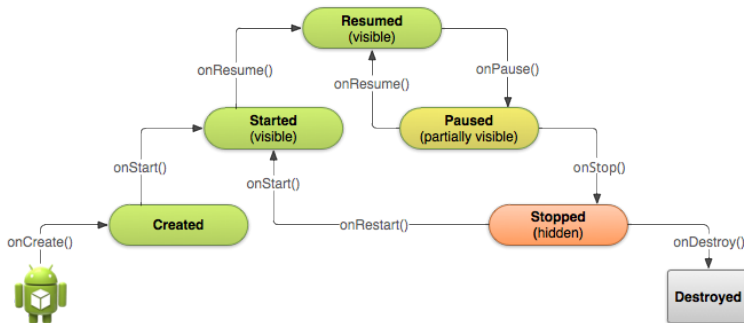 Resumed
(visible)
onResume()
onResume()
onPause()
Started
(visible)
Paused
(partially visible)
onStart()
onStart()
onStop()
Created
onRestart()
Stopped
(hidden)
onCreate()
onDestroy()
Destroyed